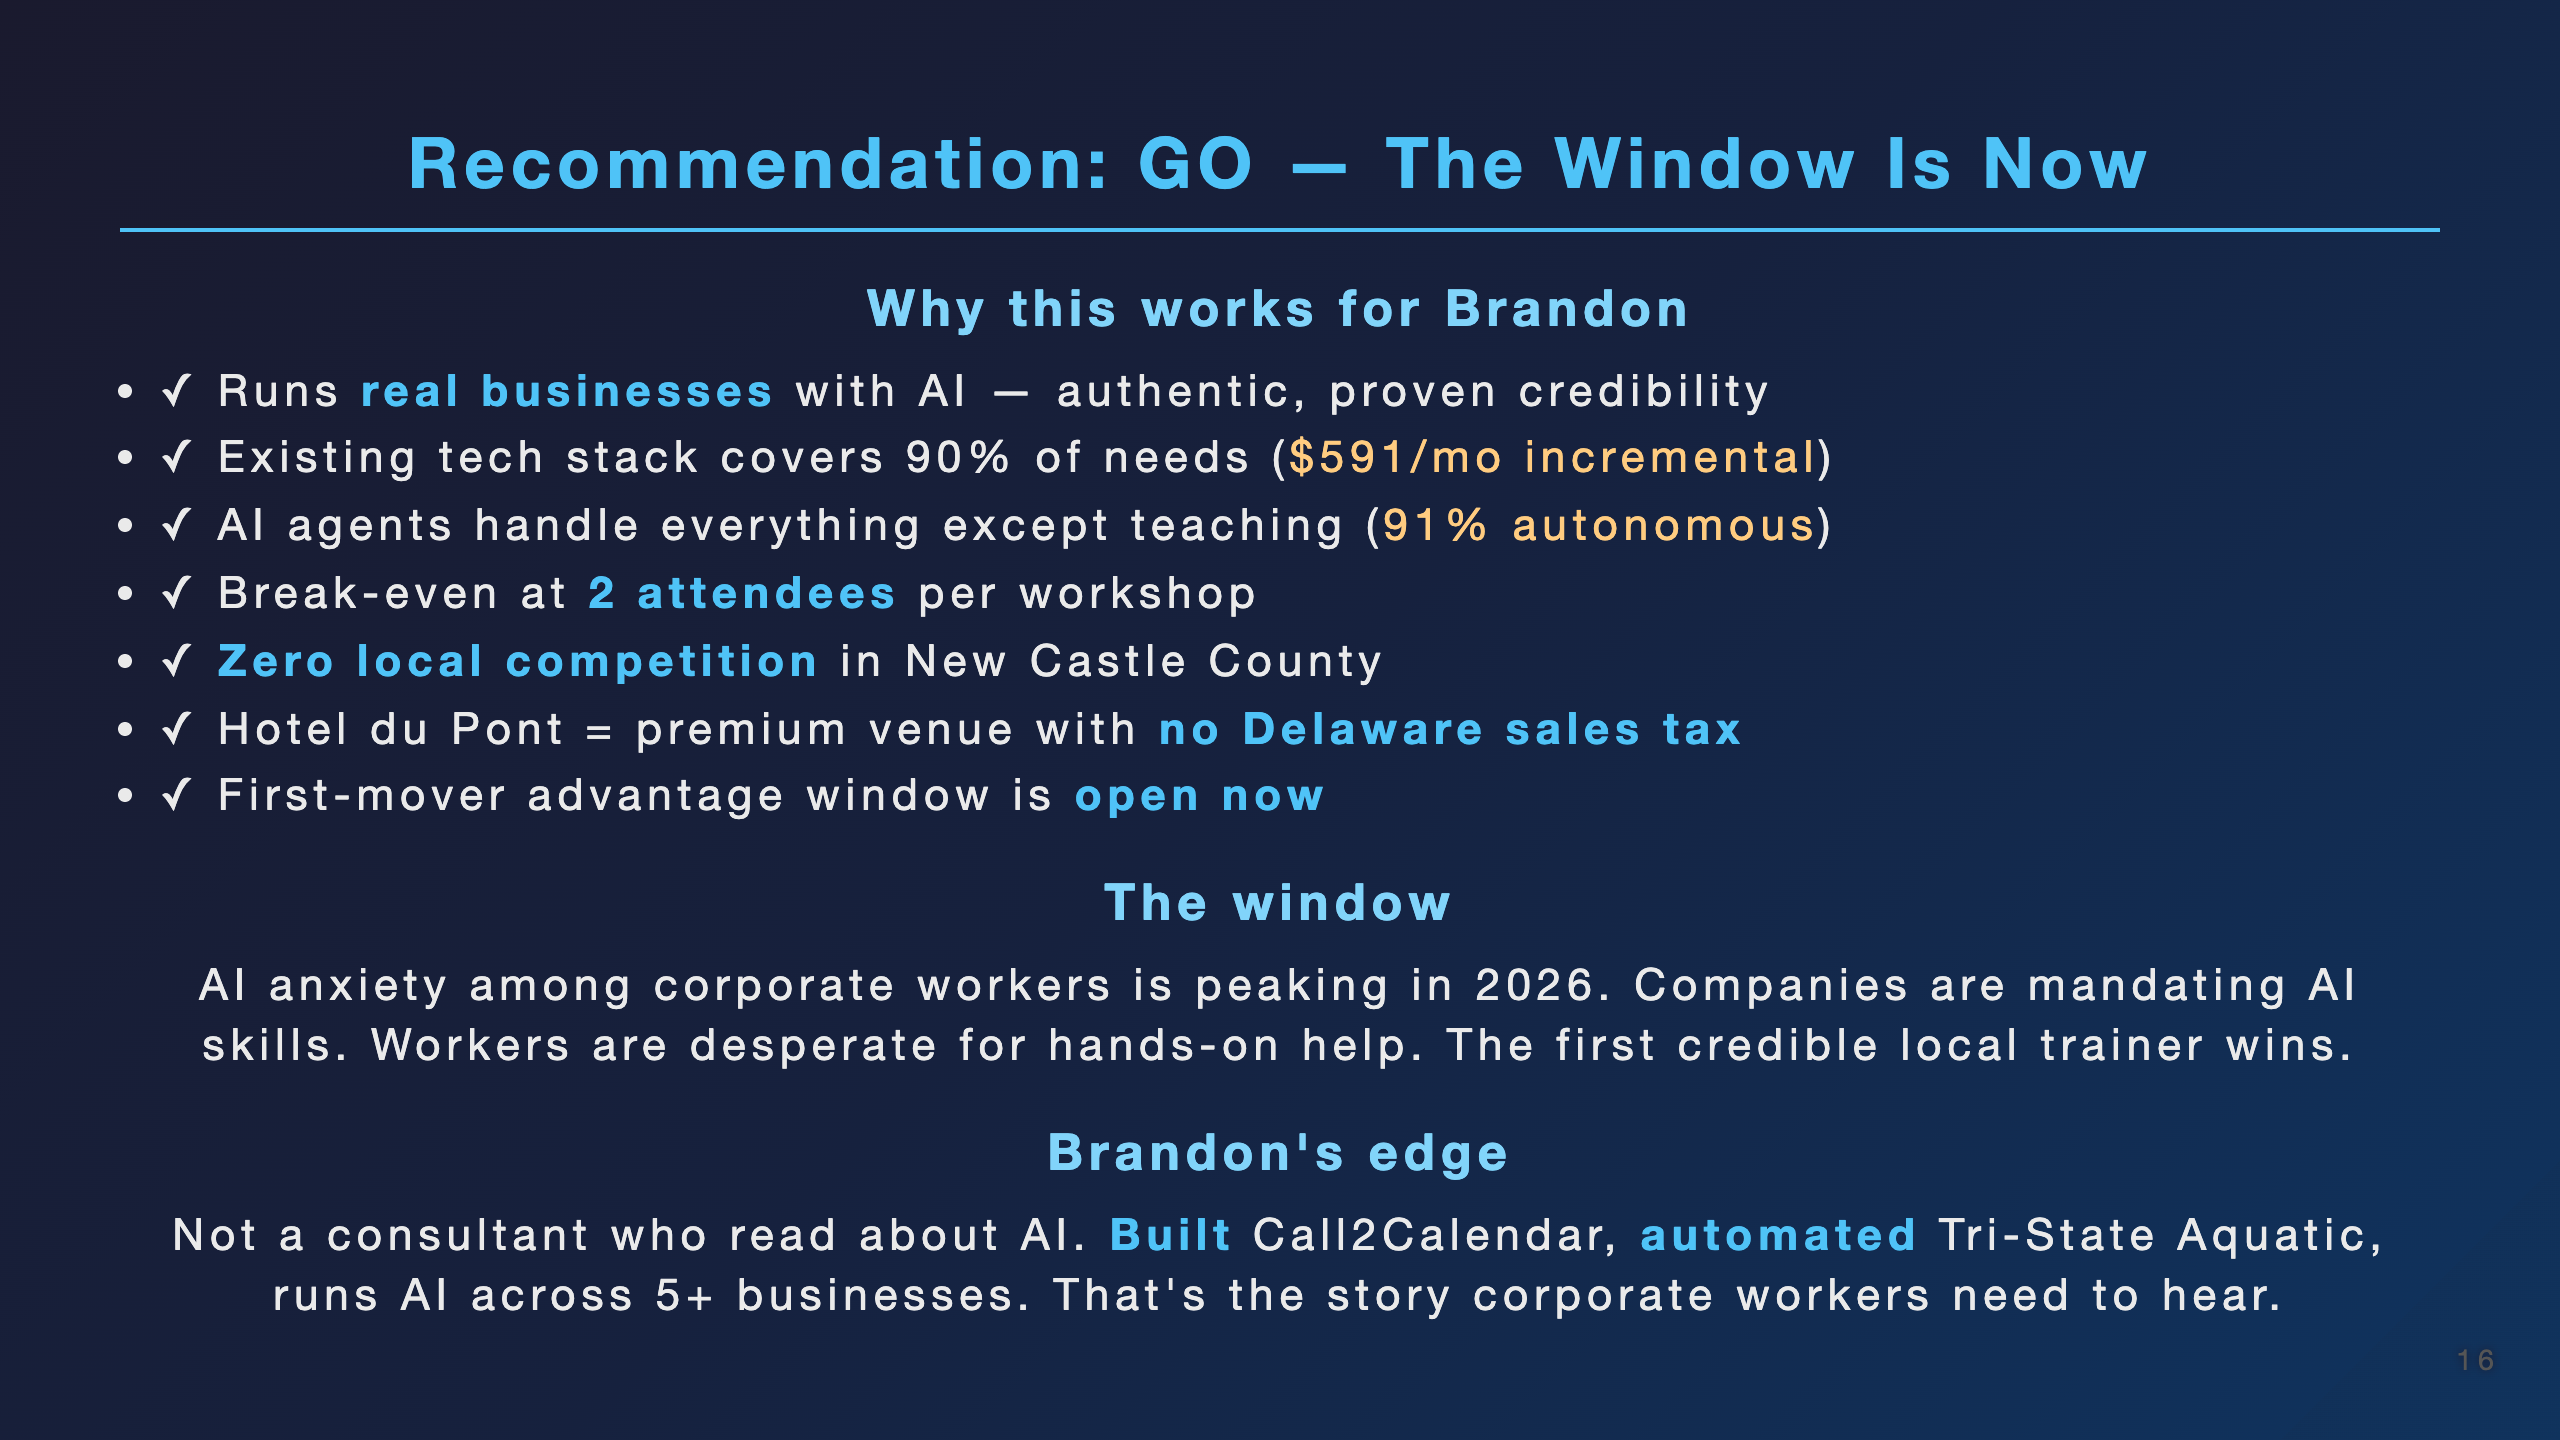 Recommendation: GO — The Window Is Now
Why this works for Brandon
• ✓ Runs real businesses with AI — authentic, proven credibility
• ✓ Existing tech stack covers 90% of needs ($591/mo incremental)
• ✓ AI agents handle everything except teaching (91% autonomous)
• ✓ Break-even at 2 attendees per workshop
• ✓ Zero local competition in New Castle County
• ✓ Hotel du Pont = premium venue with no Delaware sales tax
• ✓ First-mover advantage window is open now
The window
AI anxiety among corporate workers is peaking in 2026. Companies are mandating AI
skills. Workers are desperate for hands-on help. The first credible local trainer wins.
Brandon's edge
Not a consultant who read about AI. Built Call2Calendar, automated Tri-State Aquatic,
runs AI across 5+ businesses. That's the story corporate workers need to hear.
16